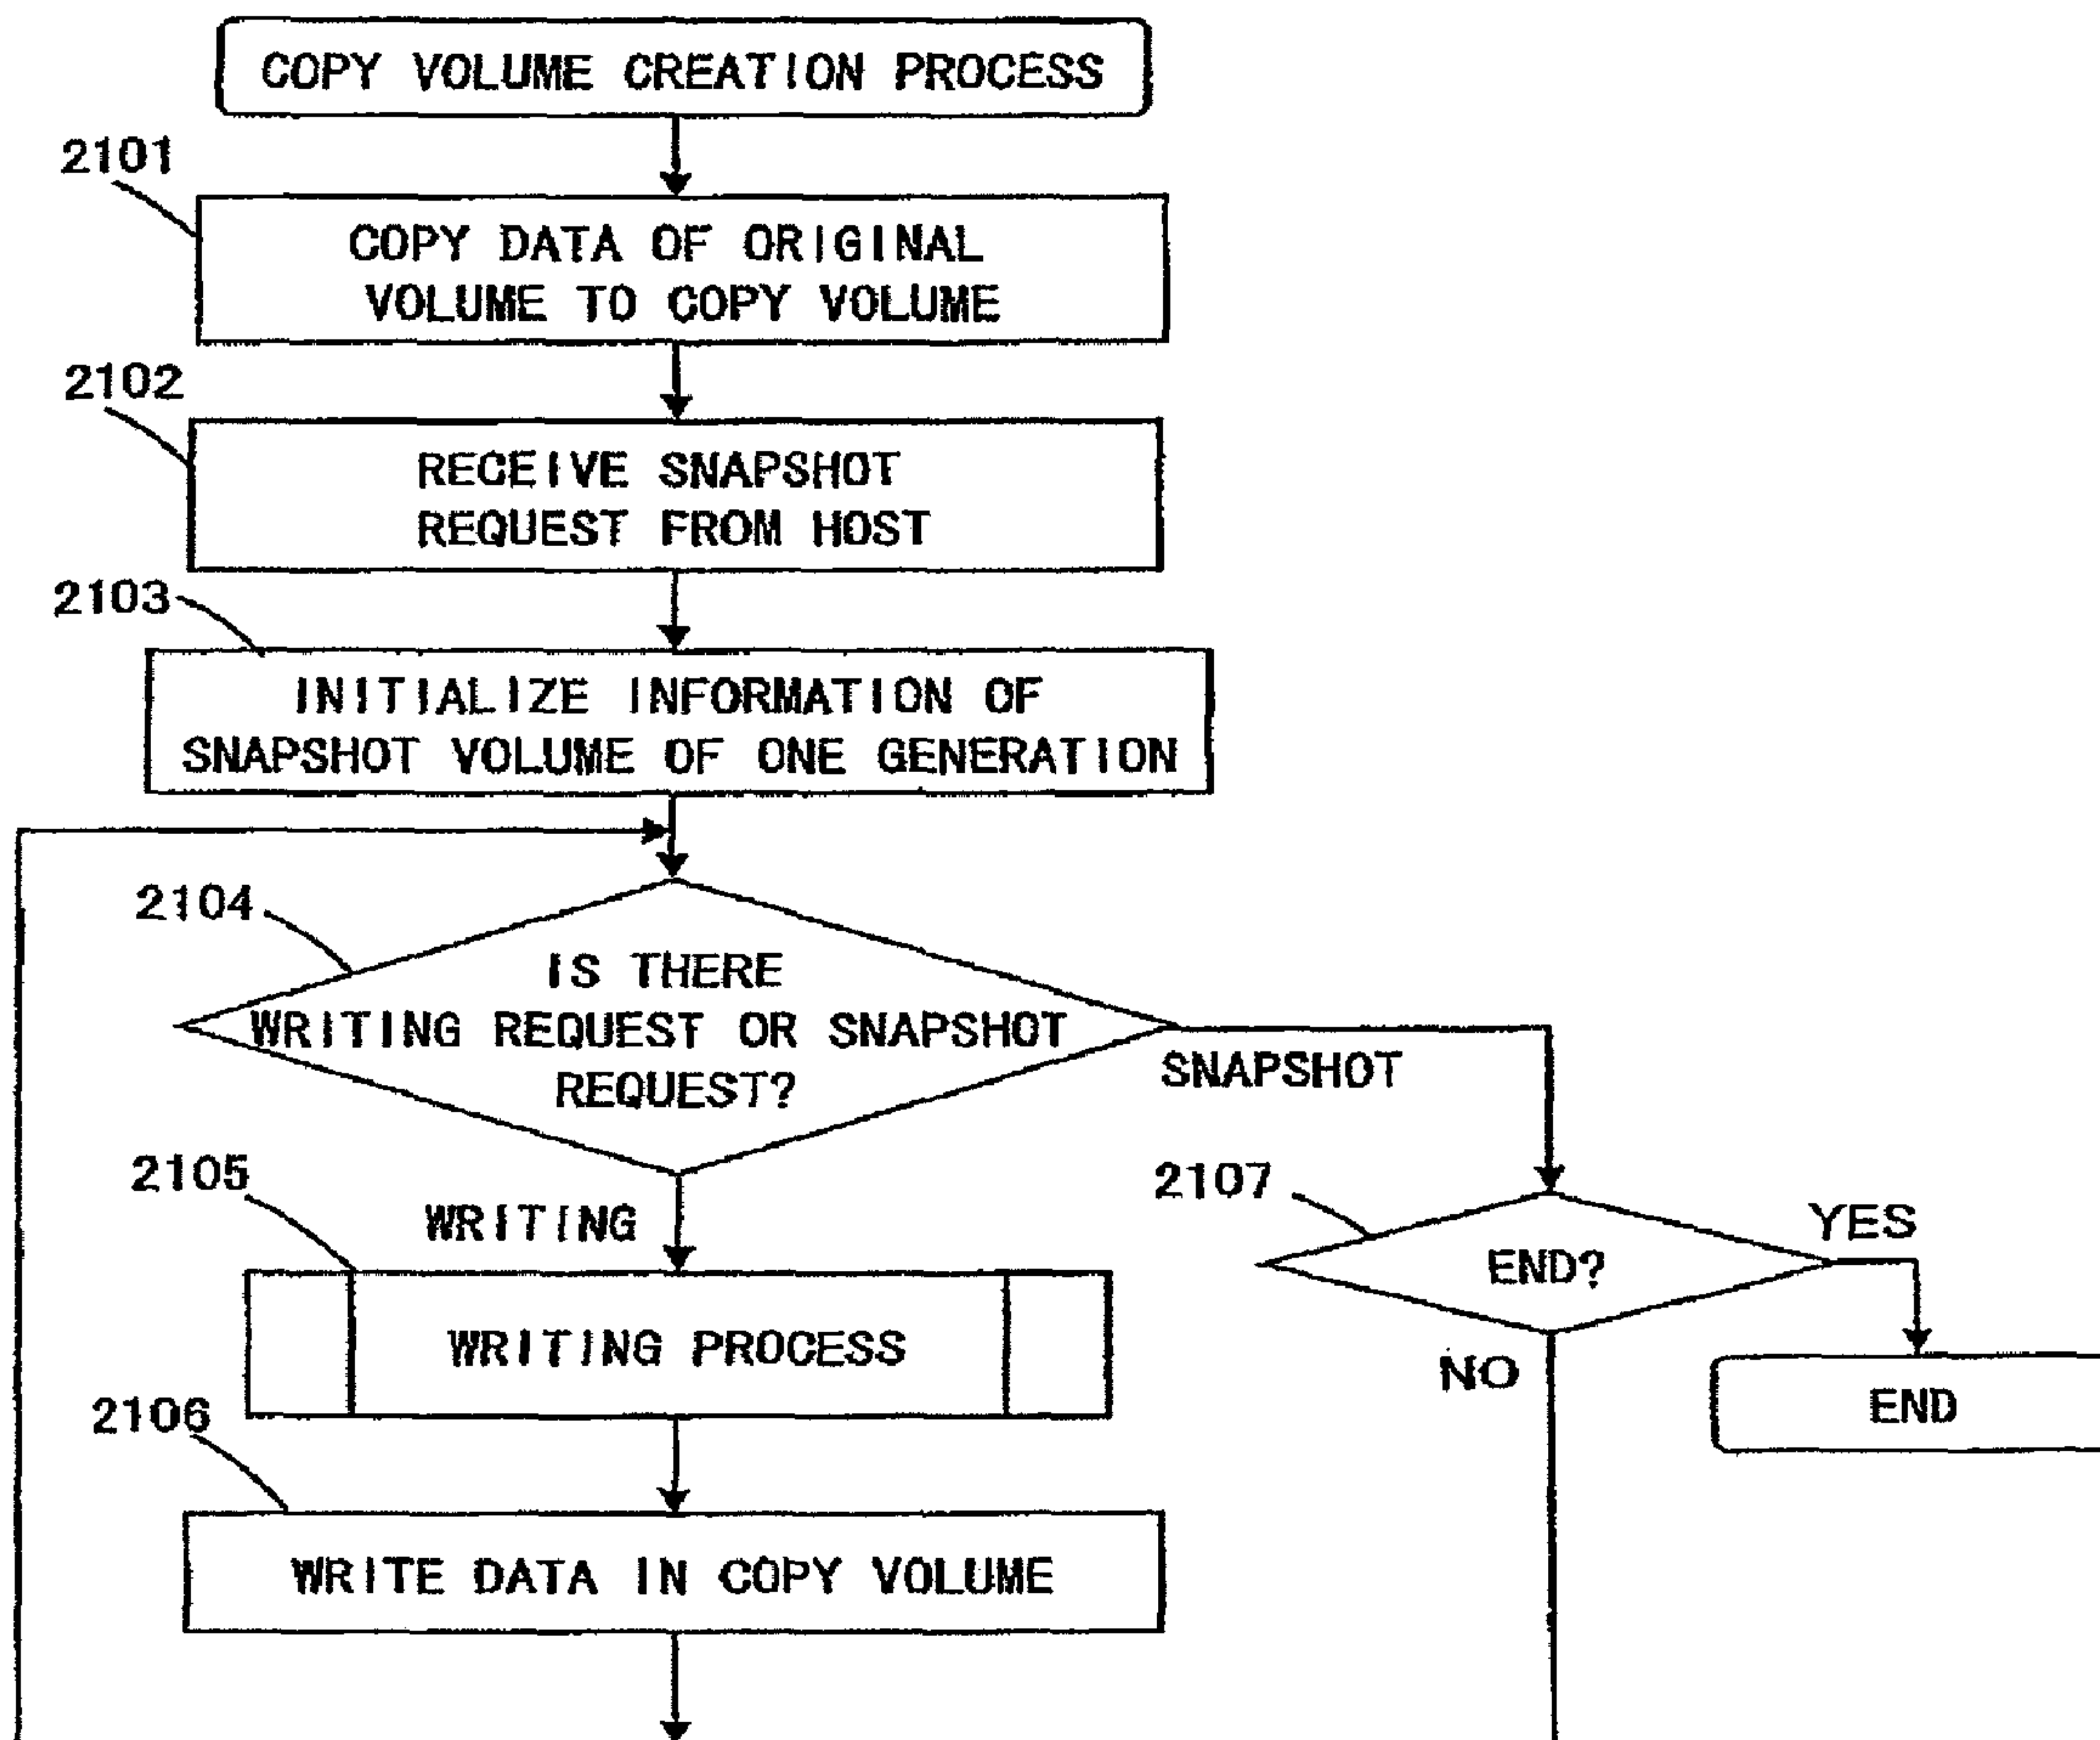 COPY VOLUME CREATION PROCESS
2101
COPY DATA OF ORIGINAL
VOLUME TO COPY VOLUME
2102
RECEIVE SNAPSHOT
REQUEST FROM HOST
2103
INITIALIZE INFORMATION OF
SNAPSHOT VOLUME OF ONE GENERATION
2104
IS THERE
WRITING REQUEST OR SNAPSHOT
REQUEST?
SNAPSHOT
2105
WRITING
2107
END?
YES
NO
END
WRITING PROCESS
2106
WRITE DATA IN COPY VOLUME